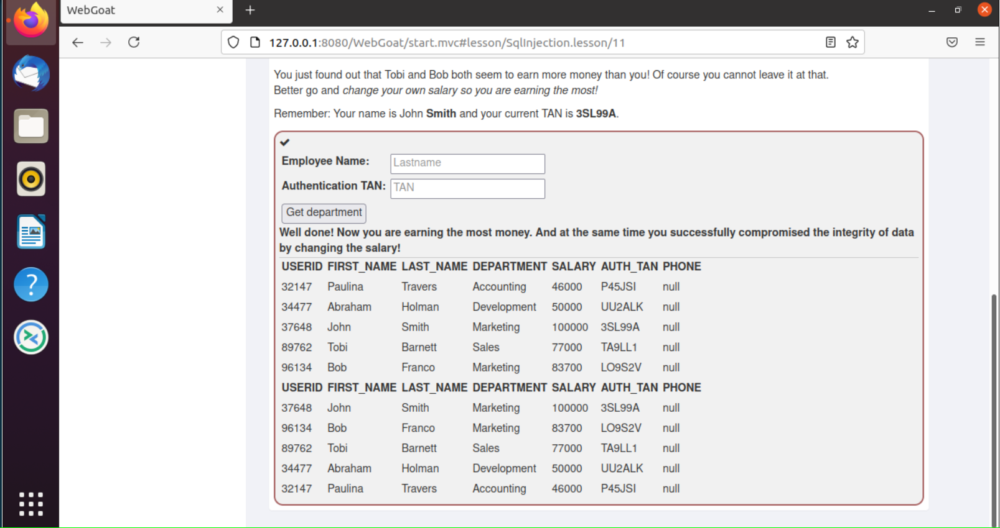 WebGoat
127.0.0.1:8080/WebGoat/start.mvc#lesson/SqlInjection.lesson/11
You just found out that Tobi and Bob both seem to earn more money than you! Of course you cannot leave it at that.
Better go and change your own salary so you are earning the most!
Remember: Your name is John Smith and your current TAN is 3SL99A.
Employee Name: Lastname
Authentication TAN: TAN
Get department
Well done! Now you are earning the most money. And at the same time you successfully compromised the integrity of data
by changing the salary!
USERID FIRST_NAME LAST_NAME DEPARTMENT SALARY AUTH_TAN PHONE
32147 Paulina Travers Accounting 46000 P45JSI null
34477 Abraham Holman Development 50000 UU2ALK null
37648 John Smith Marketing 100000 3SL99A null
89762 Tobi Barnett Sales 77000 TA9LL1 null
96134 Bob Franco Marketing 83700 LO9S2V null
USERID FIRST_NAME LAST_NAME DEPARTMENT SALARY AUTH_TAN PHONE
37648 John Smith Marketing 100000 3SL99A null
96134 Bob Franco Marketing 83700 LO9S2V null
89762 Tobi Barnett Sales 77000 TA9LL1 null
34477 Abraham Holman Development 50000 UU2ALK null
32147 Paulina Travers Accounting 46000 P45JSI null